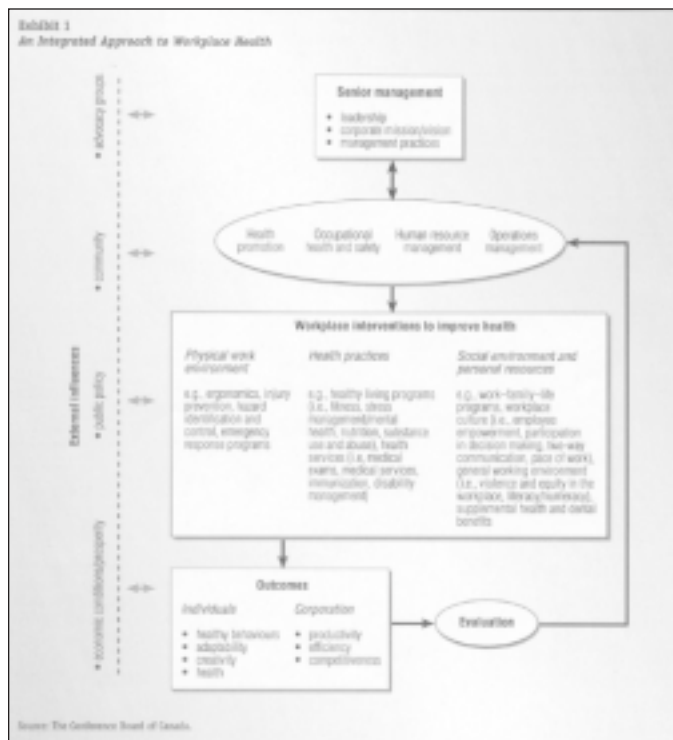 Exhibit 1
An Integrated Approach to Workplace Health
Senior management
• leadership
• corporate mission/vision
• management practices
Health
promotion
Occupational
health and safety
Human resource
management
Operations
management
Workplace interventions to improve health
Physical work
environment
e.g., ergonomics, injury
prevention, hazard
identification and
control, emergency
response programs
Health practices
e.g., healthy living programs
(i.e., fitness, stress
management/mental
health, nutrition, substance
use and abuse), health
services (i.e, medical
exams, medical services,
immunization, disability
management)
Social environment and
personal resources
e.g., work–family–life
programs, workplace
culture (i.e., employee
empowerment, participation
in decision making, two-way
communication, pace of work),
general working environment
(i.e., violence and equity in the
workplace, literacy/numeracy),
supplemental health and dental
benefits
Outcomes
Individuals
• healthy behaviours
• adaptability
• creativity
• health
Corporation
• productivity
• efficiency
• competitiveness
Evaluation
External influences
• advocacy groups
• community
• public policy
• economic conditions/prosperity
Source: The Conference Board of Canada.